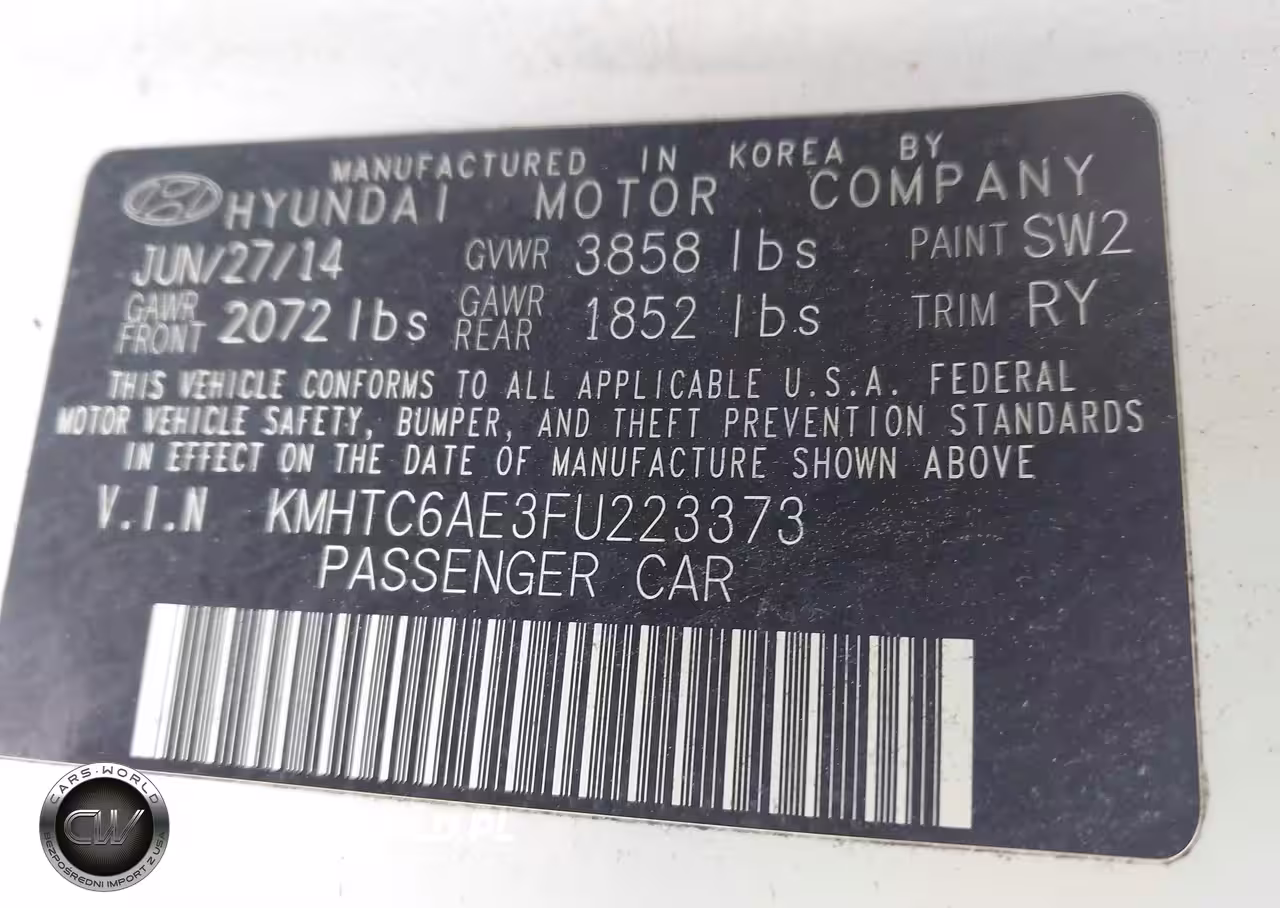 MANUFACTURED IN KOREA BY
HYUNDAI MOTOR COMPANY
JUN/27/14 GVWR 3858 lbs PAINT SW2
GAWR FRONT 2072 lbs GAWR REAR 1852 lbs TRIM RY
THIS VEHICLE CONFORMS TO ALL APPLICABLE U.S.A. FEDERAL
MOTOR VEHICLE SAFETY, BUMPER, AND THEFT PREVENTION STANDARDS
IN EFFECT ON THE DATE OF MANUFACTURE SHOWN ABOVE
V.I.N KMHTC6AE3FU223373
PASSENGER CAR
CARS-WORLD
CW
BEZPOŚREDNI IMPORT Z USA